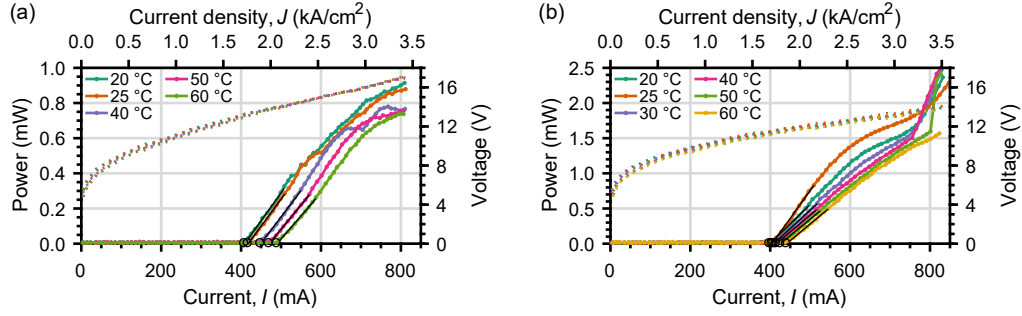 (a)
Current density, J (kA/cm²)
0.0 0.5 1.0 1.5 2.0 2.5 3.0 3.5
Power (mW)
1.0
0.8
0.6
0.4
0.2
0.0
20 °C 50 °C
25 °C 60 °C
40 °C
16
12
8
4
0
Voltage (V)
0 200 400 600 800
Current, I (mA)
(b)
Current density, J (kA/cm²)
0.0 0.5 1.0 1.5 2.0 2.5 3.0 3.5
Power (mW)
2.5
2.0
1.5
1.0
0.5
0.0
20 °C 40 °C
25 °C 50 °C
30 °C 60 °C
16
12
8
4
0
Voltage (V)
0 200 400 600 800
Current, I (mA)